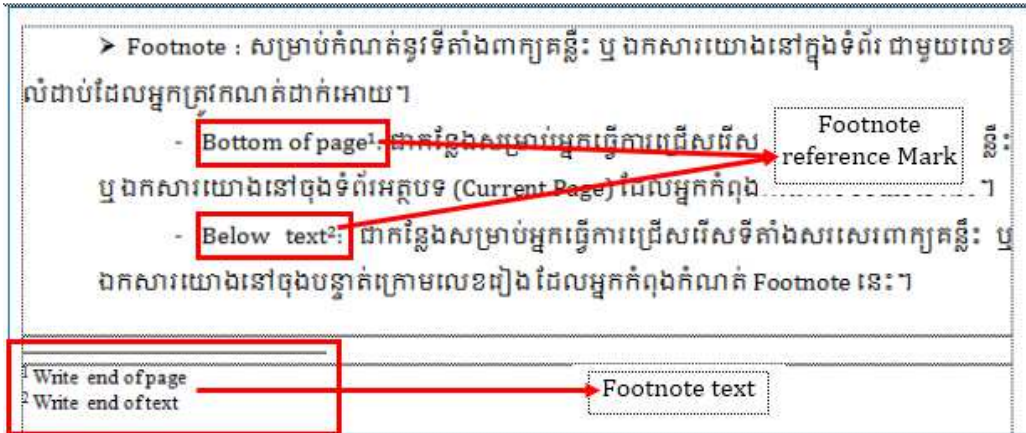 ➤ Footnote : សម្រាប់កំណត់នូវទីតាំងពាក្យគន្លឹះ ឬ ឯកសារយោងនៅក្នុងទំព័រ ជាមួយលេខ
លំដាប់ដែលអ្នកត្រូវកំណត់ដាក់អោយ។
- Bottom of page¹: ជាកន្លែងសម្រាប់អ្នកធ្វើការជ្រើសរើស
Footnote
reference Mark
ន្លឹះ
ឬ ឯកសារយោងនៅចុងទំព័រអត្ថបទ (Current Page) ដែលអ្នកកំពុង ។
- Below text²: ជាកន្លែងសម្រាប់អ្នកធ្វើការជ្រើសរើសទីតាំងសរសេរពាក្យគន្លឹះ ឬ
ឯកសារយោងនៅចុងបន្ទាត់ក្រោមលេខរៀង ដែលអ្នកកំពុងកំណត់ Footnote នេះ។
¹ Write end of page
² Write end of text
Footnote text